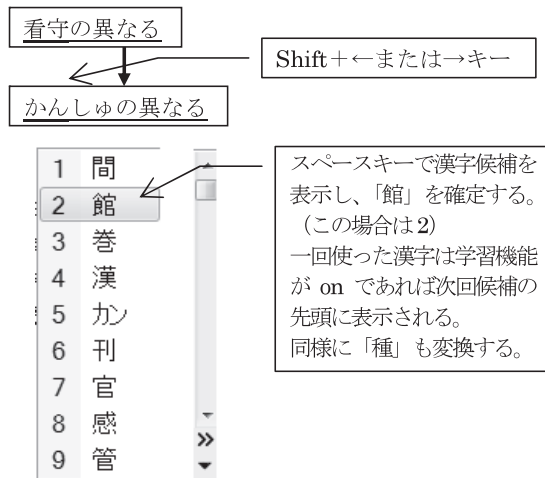 看守の異なる
Shift+←または→キー
かんしゅの異なる
1 間
2 館
3 巻
4 漢
5 カン
6 刊
7 官
8 感
9 管
スペースキーで漢字候補を
表示し、「館」を確定する。
（この場合は2）
一回使った漢字は学習機能
が on であれば次回候補の
先頭に表示される。
同様に「種」も変換する。